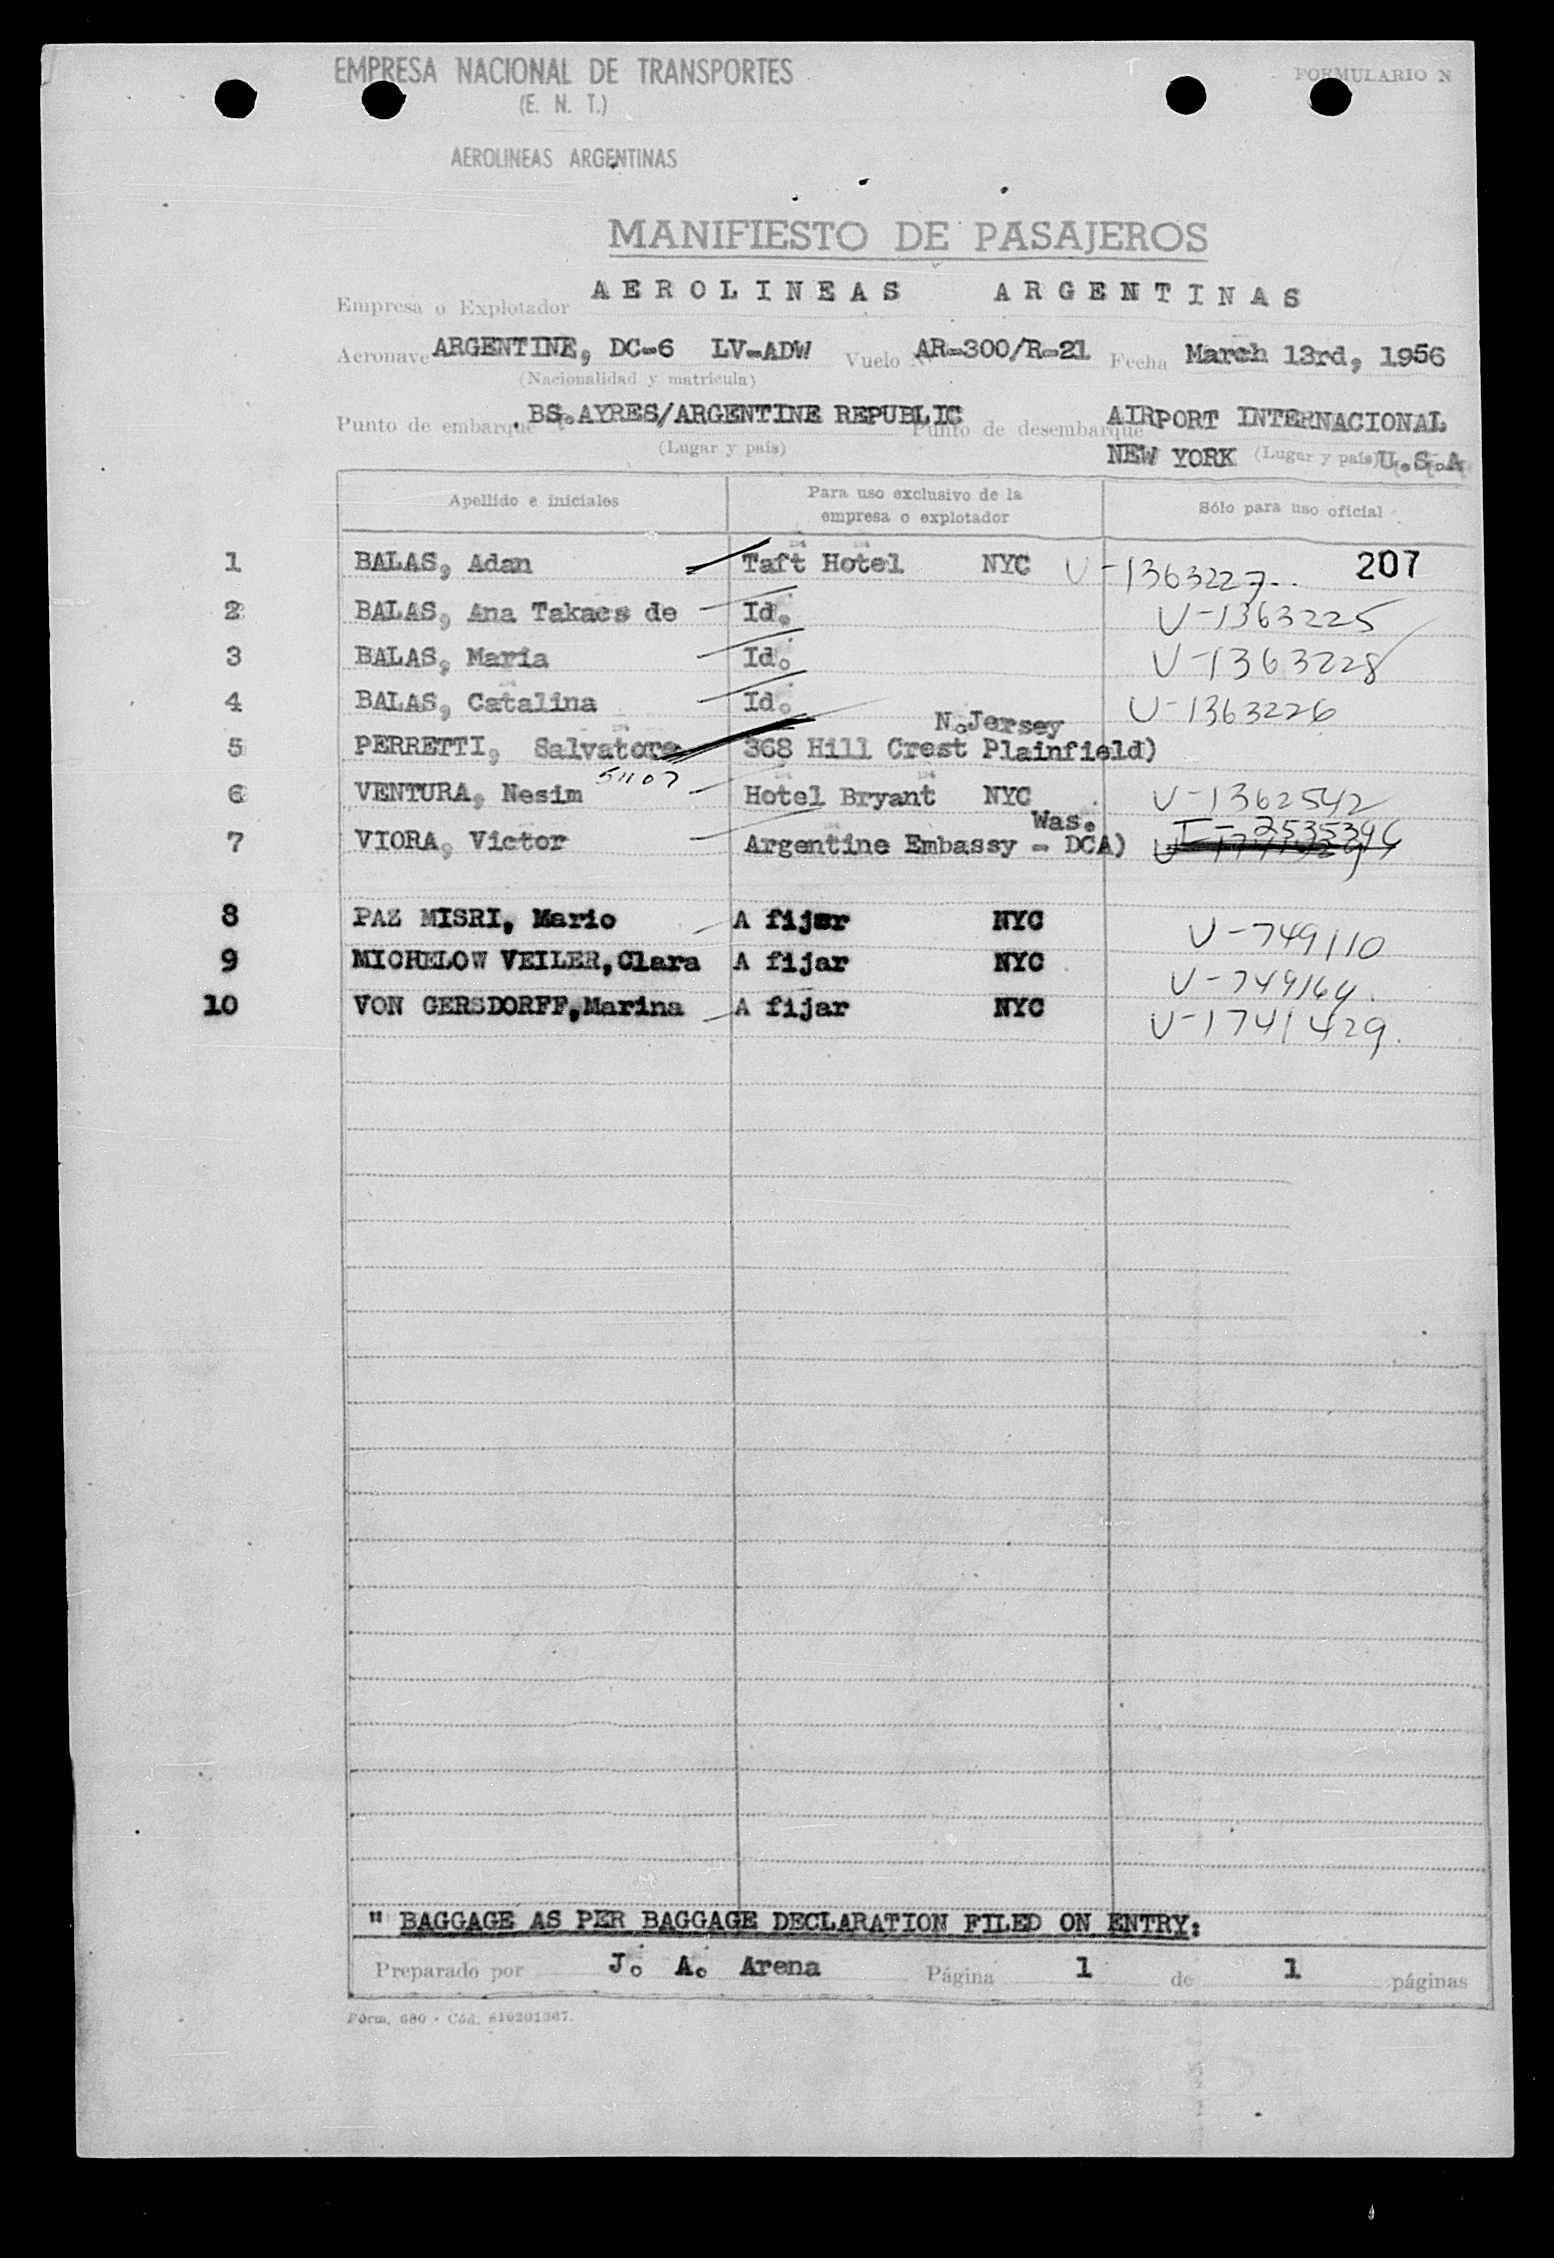 EMPRESA NACIONAL DE TRANSPORTES
FORMULARIO N
(E. N. T.)
AEROLINEAS ARGENTINAS
MANIFIESTO DE PASAJEROS
Empresa o Explotador AEROLINEAS ARGENTINAS
Aeronave ARGENTINE, DC-6 LV-ADW Vuelo N AR-300/R-21 Fecha March 13rd, 1956
(Nacionalidad y matrícula)
Punto de embarque BS.AYRES/ARGENTINE REPUBLIC Punto de desembarque AIRPORT INTERNACIONAL
(Lugar y país) NEW YORK (Lugar y país) U.S.A
Apellido e iniciales Para uso exclusivo de la empresa o explotador Sólo para uso oficial
1 BALAS, Adan Taft Hotel NYC U-1363227 207
2 BALAS, Ana Takacs de Id. U-1363225
3 BALAS, Maria Id. U-1363228
4 BALAS, Catalina Id. U-1363226
N.Jersey
5 PERRETTI, Salvatore 368 Hill Crest Plainfield)
6 VENTURA, Nesim 51107 Hotel Bryant NYC U-1362542
Was.
7 VIORA, Victor Argentine Embassy - DCA) I-2535396
8 PAZ MISRI, Mario A fijar NYC U-749110
9 MICHELOW VEILER,Clara A fijar NYC U-749164
10 VON GERSDORFF,Marina A fijar NYC U-1741429
" BAGGAGE AS PER BAGGAGE DECLARATION FILED ON ENTRY:
Preparado por J. A. Arena Página 1 de 1 páginas
Fórm. 680 - Cód. 610201367.